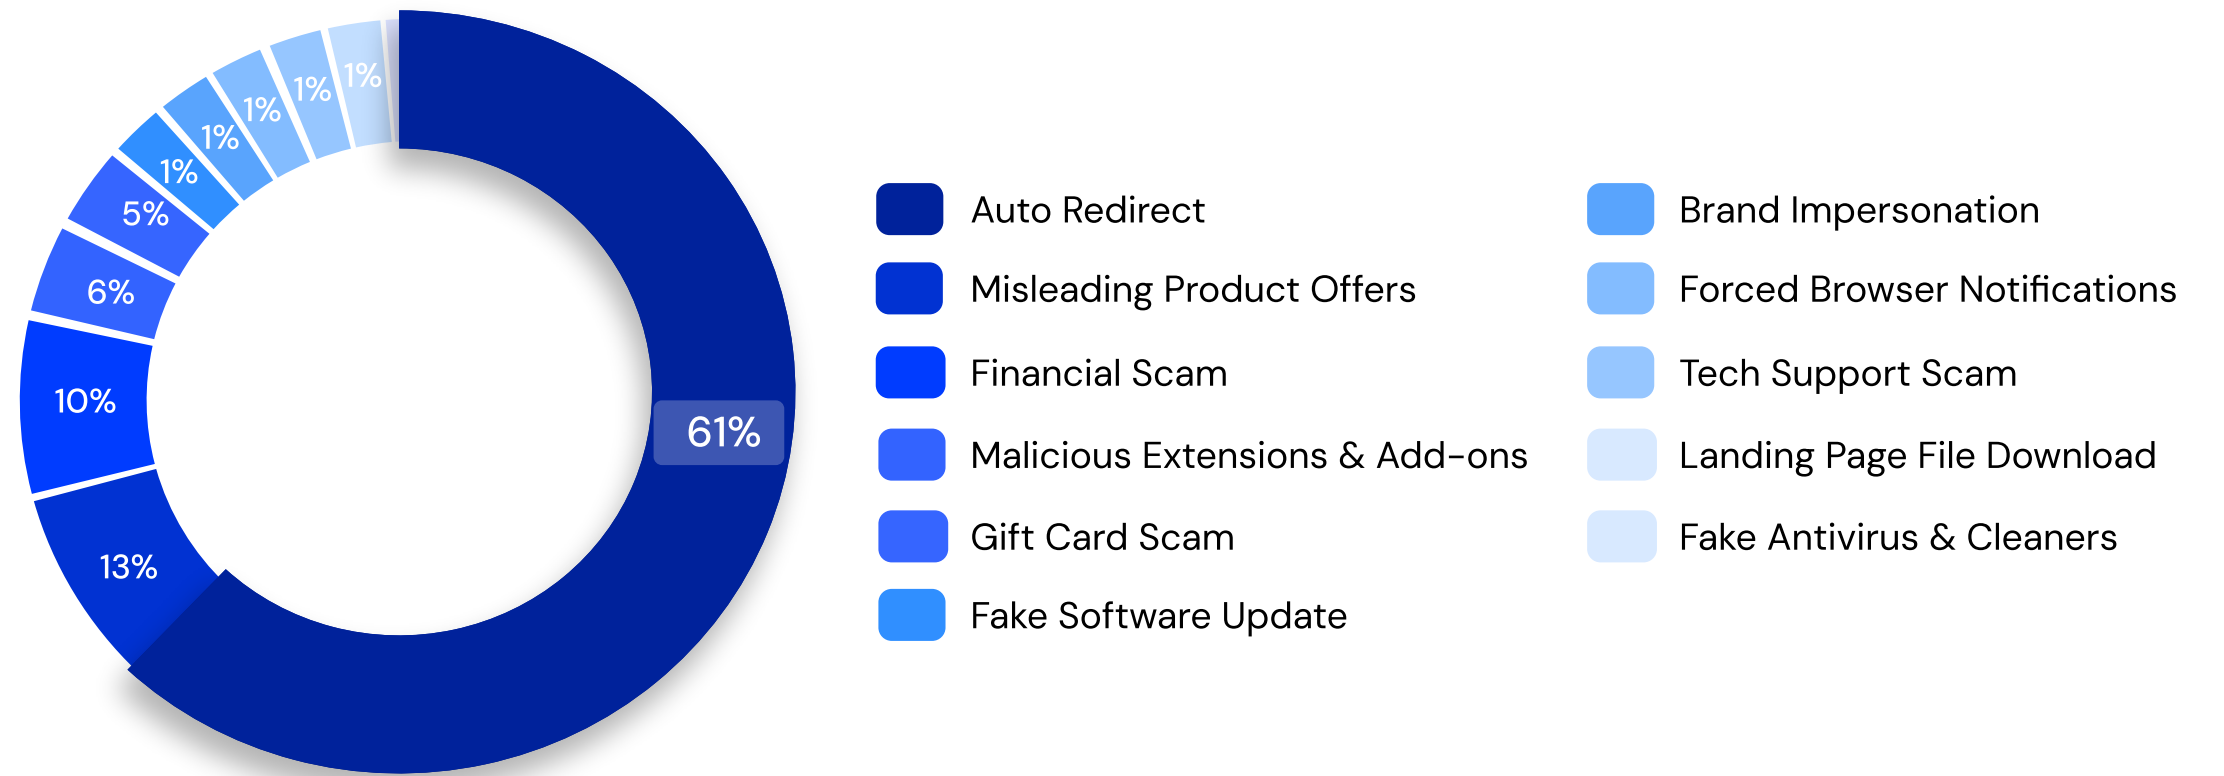 1%
1%
1%
1%
1%
5%
6%
10%
13%
61%
Auto Redirect
Misleading Product Offers
Financial Scam
Malicious Extensions & Add-ons
Gift Card Scam
Fake Software Update
Brand Impersonation
Forced Browser Notifications
Tech Support Scam
Landing Page File Download
Fake Antivirus & Cleaners